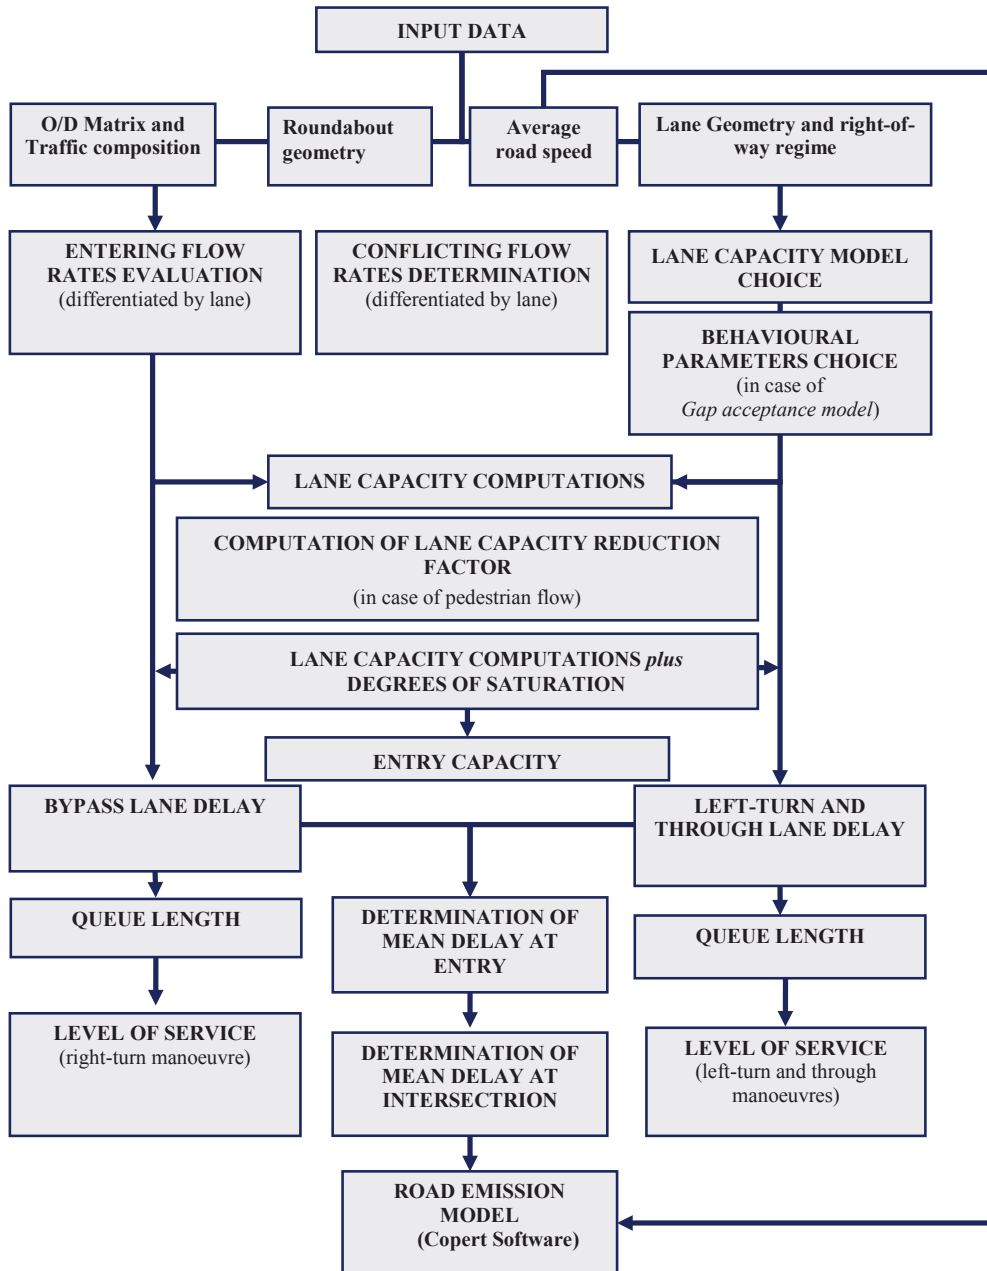 INPUT DATA
O/D Matrix and
Traffic composition
Roundabout
geometry
Average
road speed
Lane Geometry and right-of-
way regime
ENTERING FLOW
RATES EVALUATION
(differentiated by lane)
CONFLICTING FLOW
RATES DETERMINATION
(differentiated by lane)
LANE CAPACITY MODEL
CHOICE
BEHAVIOURAL
PARAMETERS CHOICE
(in case of
Gap acceptance model)
LANE CAPACITY COMPUTATIONS
COMPUTATION OF LANE CAPACITY REDUCTION
FACTOR
(in case of pedestrian flow)
LANE CAPACITY COMPUTATIONS plus
DEGREES OF SATURATION
ENTRY CAPACITY
BYPASS LANE DELAY
LEFT-TURN AND
THROUGH LANE DELAY
QUEUE LENGTH
DETERMINATION OF
MEAN DELAY AT
ENTRY
QUEUE LENGTH
LEVEL OF SERVICE
(right-turn manoeuvre)
DETERMINATION OF
MEAN DELAY AT
INTERSECTRION
LEVEL OF SERVICE
(left-turn and through
manoeuvres)
ROAD EMISSION
MODEL
(Copert Software)